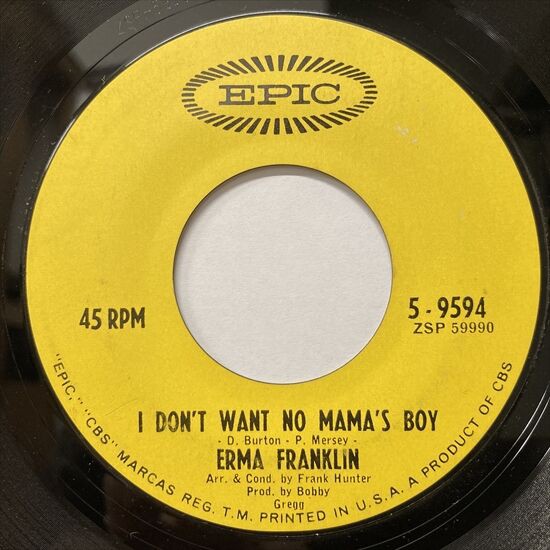 EPIC
45 RPM
5 - 9594
ZSP 59990
I DON'T WANT NO MAMA'S BOY
- D. Burton - P. Mersey -
ERMA FRANKLIN
Arr. & Cond. by Frank Hunter
Prod. by Bobby
Gregg
"EPIC," "CBS" MARCAS REG. T.M. PRINTED IN U.S.A. A PRODUCT OF CBS